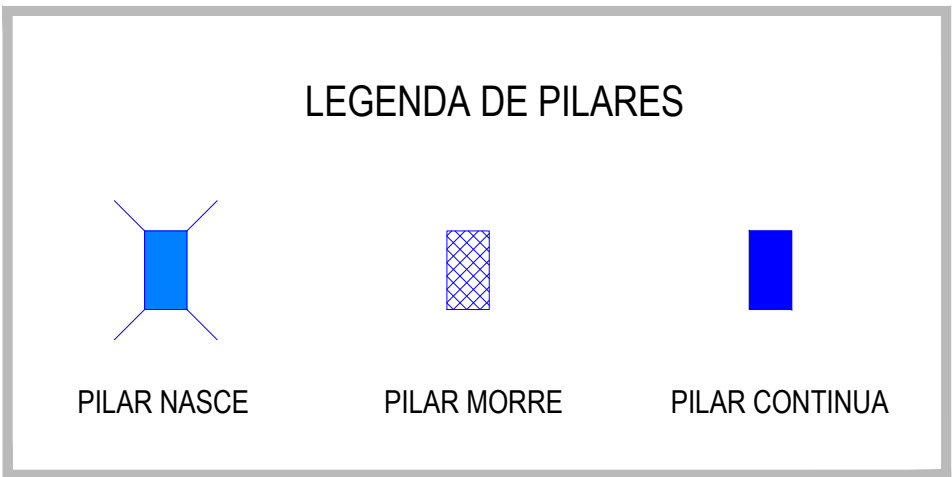 LEGENDA DE PILARES
PILAR NASCE
PILAR MORRE
PILAR CONTINUA